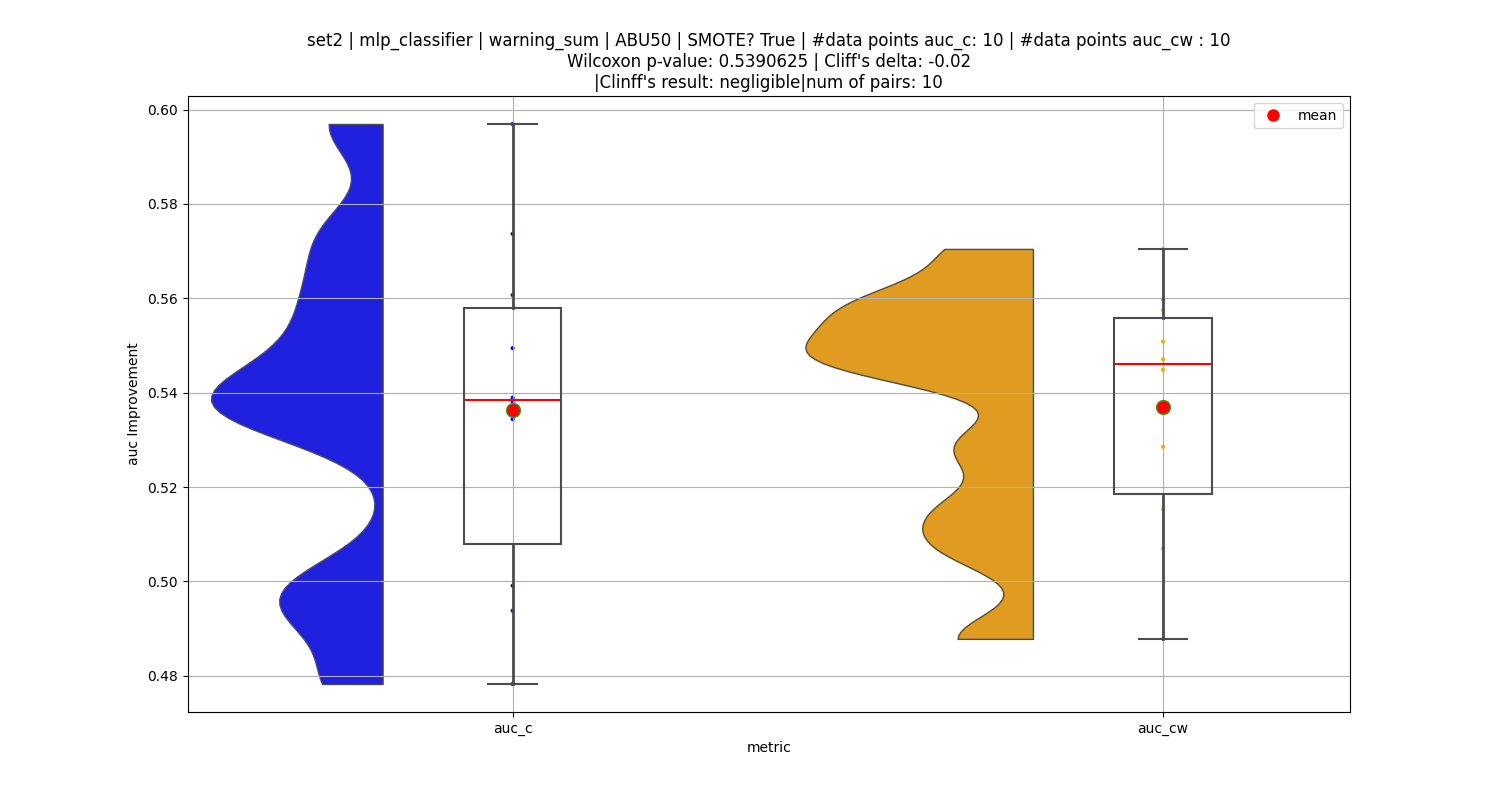 set2 | mlp_classifier | warning_sum | ABU50 | SMOTE? True | #data points auc_c: 10 | #data points auc_cw : 10
Wilcoxon p-value: 0.5390625 | Cliff's delta: -0.02
|Clinff's result: negligible|num of pairs: 10
mean
0.60
0.58
0.56
0.54
0.52
0.50
0.48
auc Improvement
auc_c
auc_cw
metric